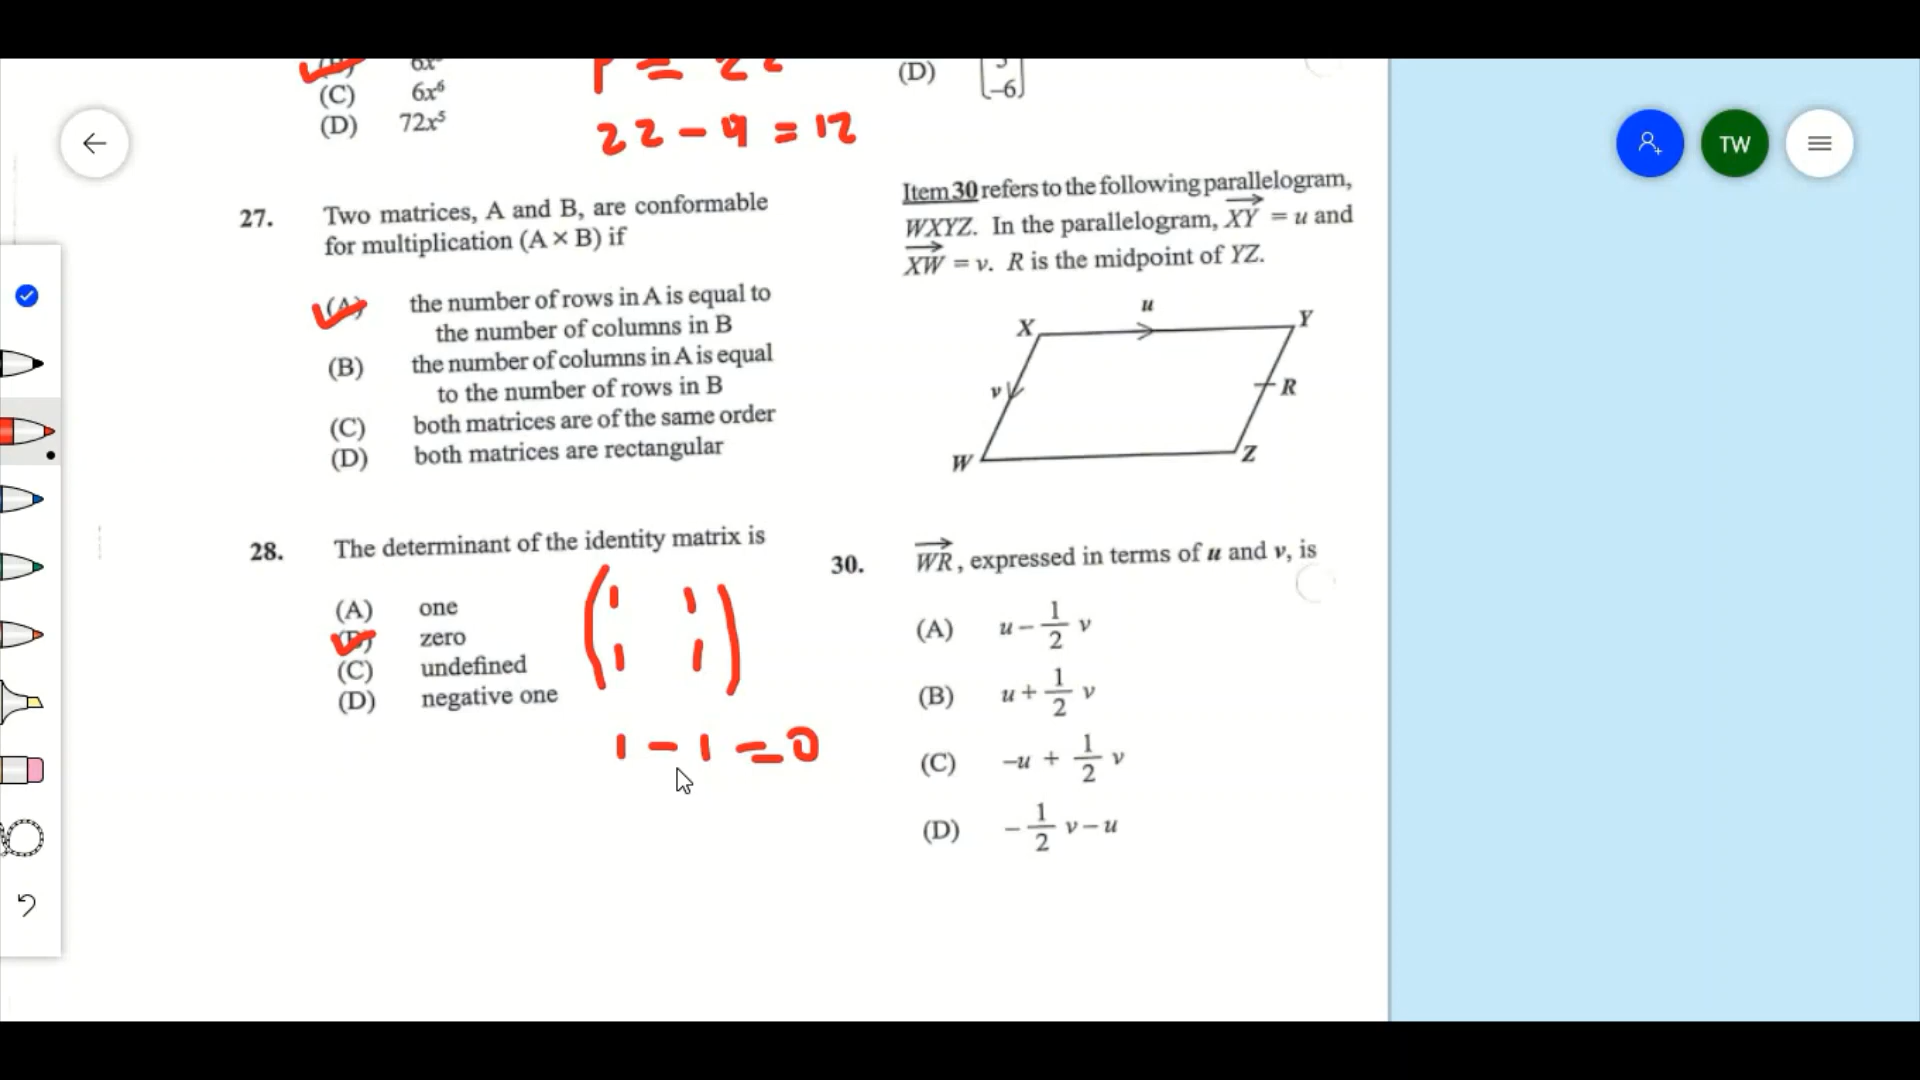 6x
(C) 6x⁶
(D) 72x⁵
P = 22
22 - 9 = 12
27. Two matrices, A and B, are conformable
for multiplication (A × B) if
(A) the number of rows in A is equal to
the number of columns in B
(B) the number of columns in A is equal
to the number of rows in B
(C) both matrices are of the same order
(D) both matrices are rectangular
28. The determinant of the identity matrix is
(A) one
(B) zero
(C) undefined
(D) negative one
1 1
1 1
1 - 1 = 0
(D) -6
Item 30 refers to the following parallelogram,
WXYZ. In the parallelogram, XY = u and
XW = v. R is the midpoint of YZ.
u
X Y
v R
W Z
30. WR, expressed in terms of u and v, is
(A) u - 1/2 v
(B) u + 1/2 v
(C) -u + 1/2 v
(D) - 1/2 v - u
TW